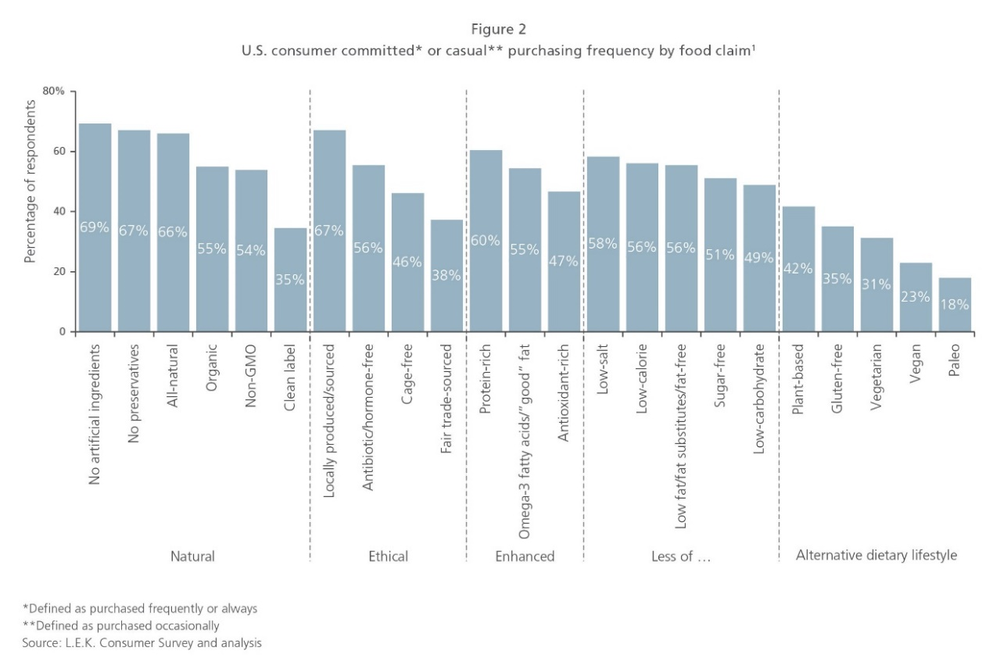 Figure 2
U.S. consumer committed* or casual** purchasing frequency by food claim¹
Percentage of respondents
80%
60
40
20
0
69%
67%
66%
55%
54%
35%
67%
56%
46%
38%
60%
55%
47%
58%
56%
56%
51%
49%
42%
35%
31%
23%
18%
No artificial ingredients
No preservatives
All-natural
Organic
Non-GMO
Clean label
Locally produced/sourced
Antibiotic/hormone-free
Cage-free
Fair trade-sourced
Protein-rich
Omega-3 fatty acids/"good" fat
Antioxidant-rich
Low-salt
Low-calorie
Low fat/fat substitutes/fat-free
Sugar-free
Low-carbohydrate
Plant-based
Gluten-free
Vegetarian
Vegan
Paleo
Natural
Ethical
Enhanced
Less of ...
Alternative dietary lifestyle
*Defined as purchased frequently or always
**Defined as purchased occasionally
Source: L.E.K. Consumer Survey and analysis